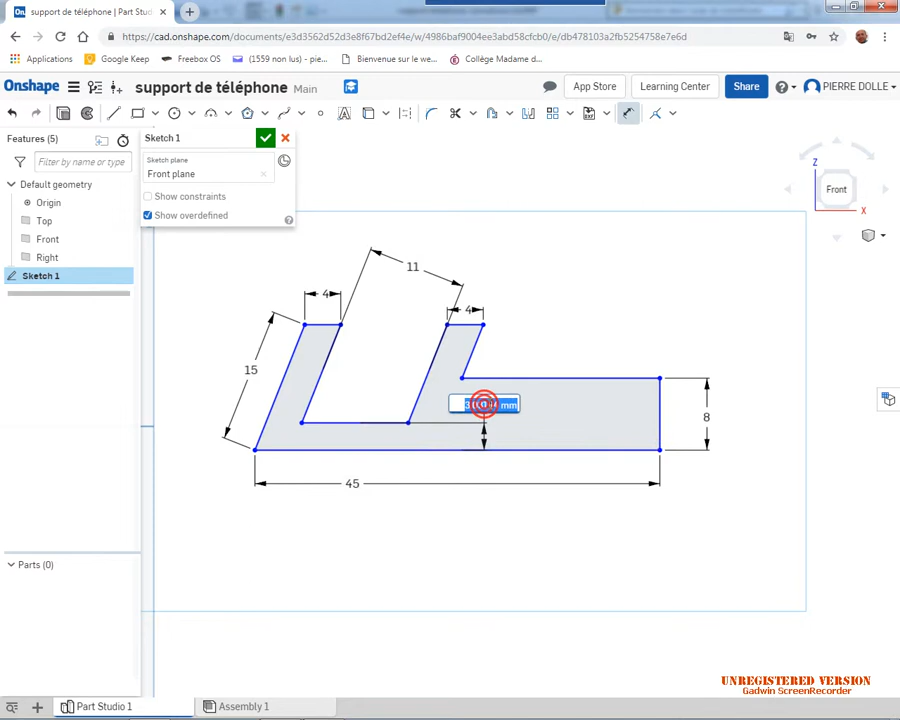 support de téléphone | Part Studio 1
https://cad.onshape.com/documents/e3d3562d52d3e8f67bd2ef4e/w/4986baf9004ee3abd58cfcb0/e/db478103a2fb5254758e7e6d
Applications
Google Keep
Freebox OS
(1559 non lus) - pie...
Bienvenue sur le we...
Collège Madame d...
Onshape
support de téléphone Main
App Store
Learning Center
Share
PIERRE DOLLE
Features (5)
Filter by name or type
Default geometry
Origin
Top
Front
Right
Sketch 1
Parts (0)
Sketch 1
Sketch plane
Front plane
Show constraints
Show overdefined
Z
Front
X
11
4
4
15
mm
8
45
UNREGISTERED VERSION
Gadwin ScreenRecorder
Part Studio 1
Assembly 1